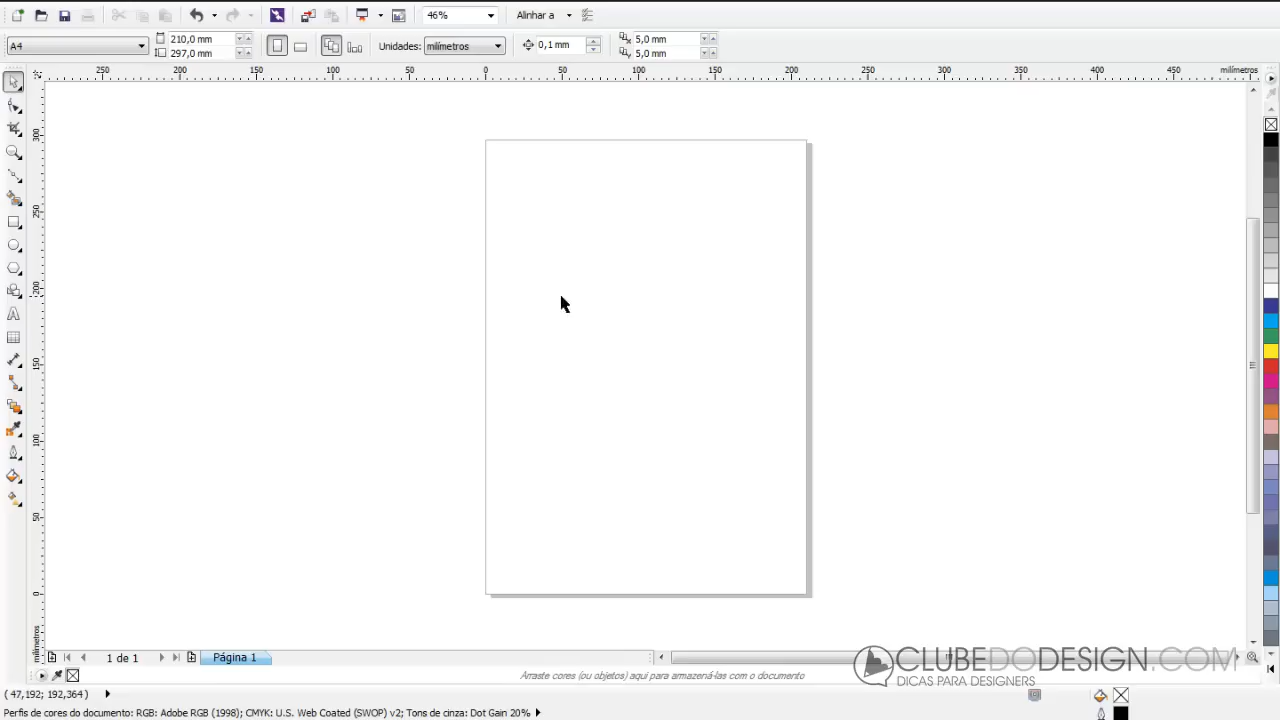 46%
Alinhar a
A4
210,0 mm
297,0 mm
Unidades:
milímetros
0,1 mm
5,0 mm
5,0 mm
250 200 150 100 50 0 50 100 150 200 250 300 350 400 450 milímetros
300
250
200
150
100
50
0
milímetros
1 de 1
Página 1
Arraste cores (ou objetos) aqui para armazená-las com o documento
CLUBEDODESIGN.COM
DICAS PARA DESIGNERS
( 47,192; 192,364 )
Perfis de cores do documento: RGB: Adobe RGB (1998); CMYK: U.S. Web Coated (SWOP) v2; Tons de cinza: Dot Gain 20%